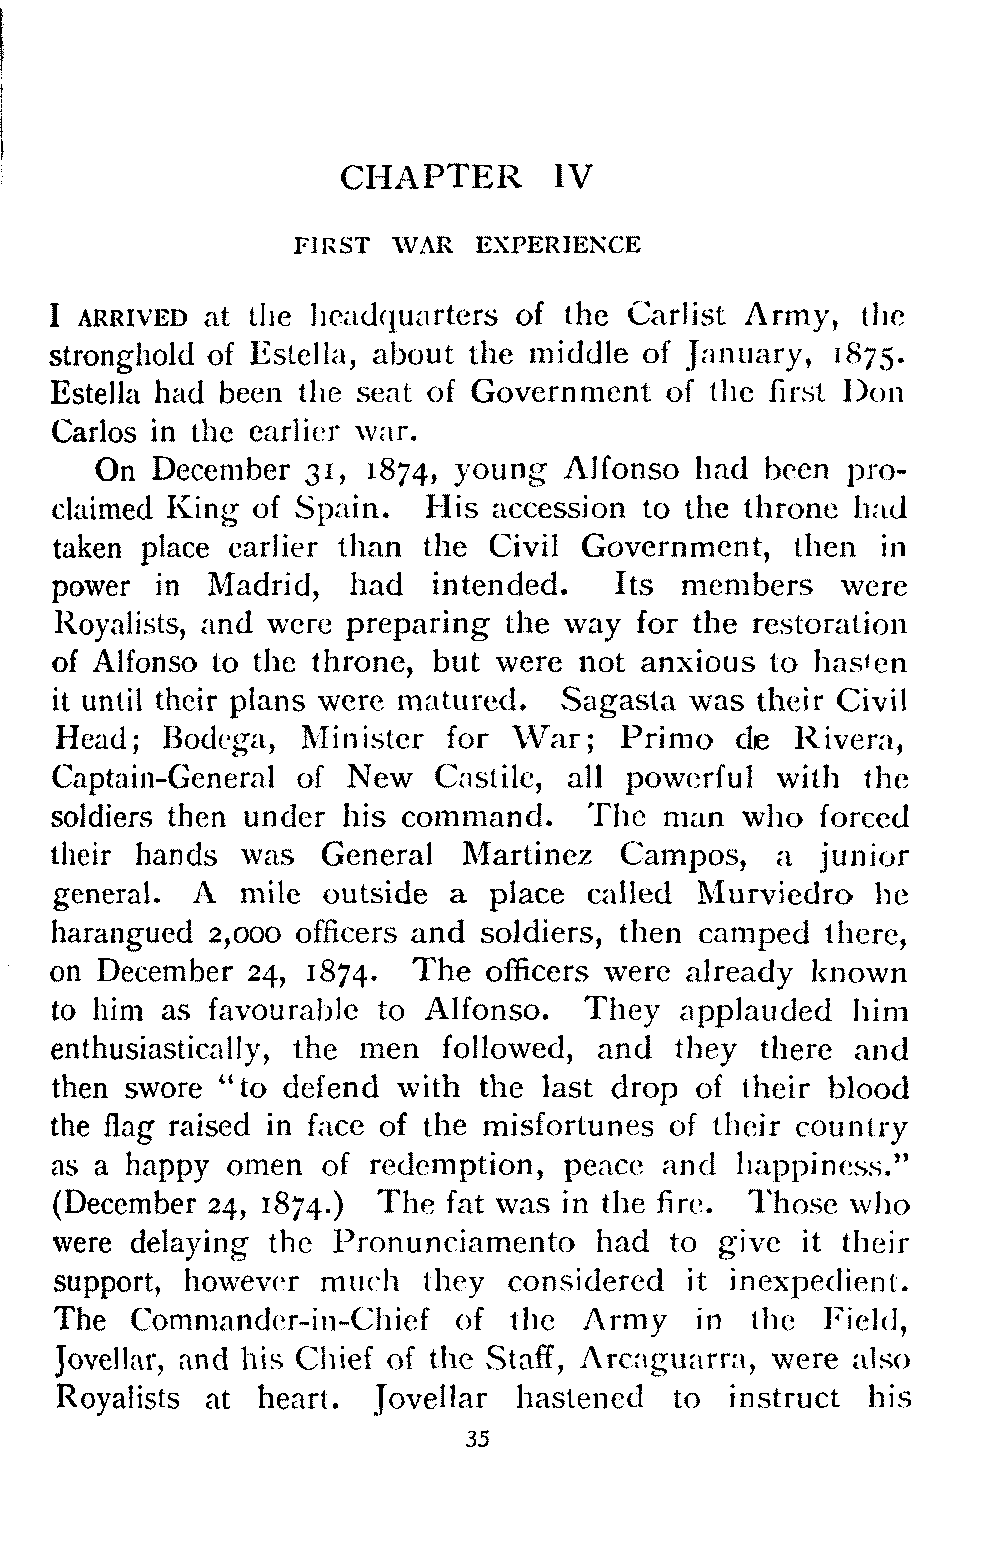 CHAPTER IV
FIRST WAR EXPERIENCE
I ARRIVED at the headquarters of the Carlist Army, the
stronghold of Estella, about the middle of January, 1875.
Estella had been the seat of Government of the first Don
Carlos in the earlier war.
On December 31, 1874, young Alfonso had been pro-
claimed King of Spain. His accession to the throne had
taken place earlier than the Civil Government, then in
power in Madrid, had intended. Its members were
Royalists, and were preparing the way for the restoration
of Alfonso to the throne, but were not anxious to hasten
it until their plans were matured. Sagasta was their Civil
Head; Bodega, Minister for War; Primo de Rivera,
Captain-General of New Castile, all powerful with the
soldiers then under his command. The man who forced
their hands was General Martinez Campos, a junior
general. A mile outside a place called Murviedro he
harangued 2,000 officers and soldiers, then camped there,
on December 24, 1874. The officers were already known
to him as favourable to Alfonso. They applauded him
enthusiastically, the men followed, and they there and
then swore "to defend with the last drop of their blood
the flag raised in face of the misfortunes of their country
as a happy omen of redemption, peace and happiness."
(December 24, 1874.) The fat was in the fire. Those who
were delaying the Pronunciamento had to give it their
support, however much they considered it inexpedient.
The Commander-in-Chief of the Army in the Field,
Jovellar, and his Chief of the Staff, Arcaguarra, were also
Royalists at heart. Jovellar hastened to instruct his
35